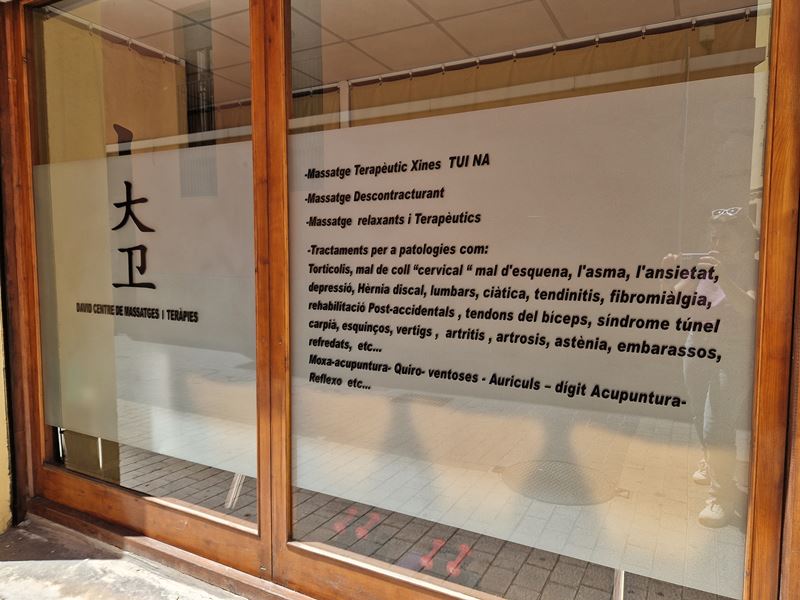 大
卫
DAVID CENTRE DE MASSATGES I TERÀPIES
-Massatge Terapèutic Xines TUI NA
-Massatge Descontracturant
-Massatge relaxants i Terapèutics
-Tractaments per a patologies com:
Torticolis, mal de coll “cervical “ mal d'esquena, l'asma, l'ansietat,
depressió, Hèrnia discal, lumbars, ciàtica, tendinitis, fibromiàlgia,
rehabilitació Post-accidentals , tendons del bíceps, síndrome túnel
carpià, esquinços, vertigs , artritis , artrosis, astènia, embarassos,
refredats, etc...
Moxa-acupuntura- Quiro- ventoses - Auriculs – dígit Acupuntura-
Reflexo etc...